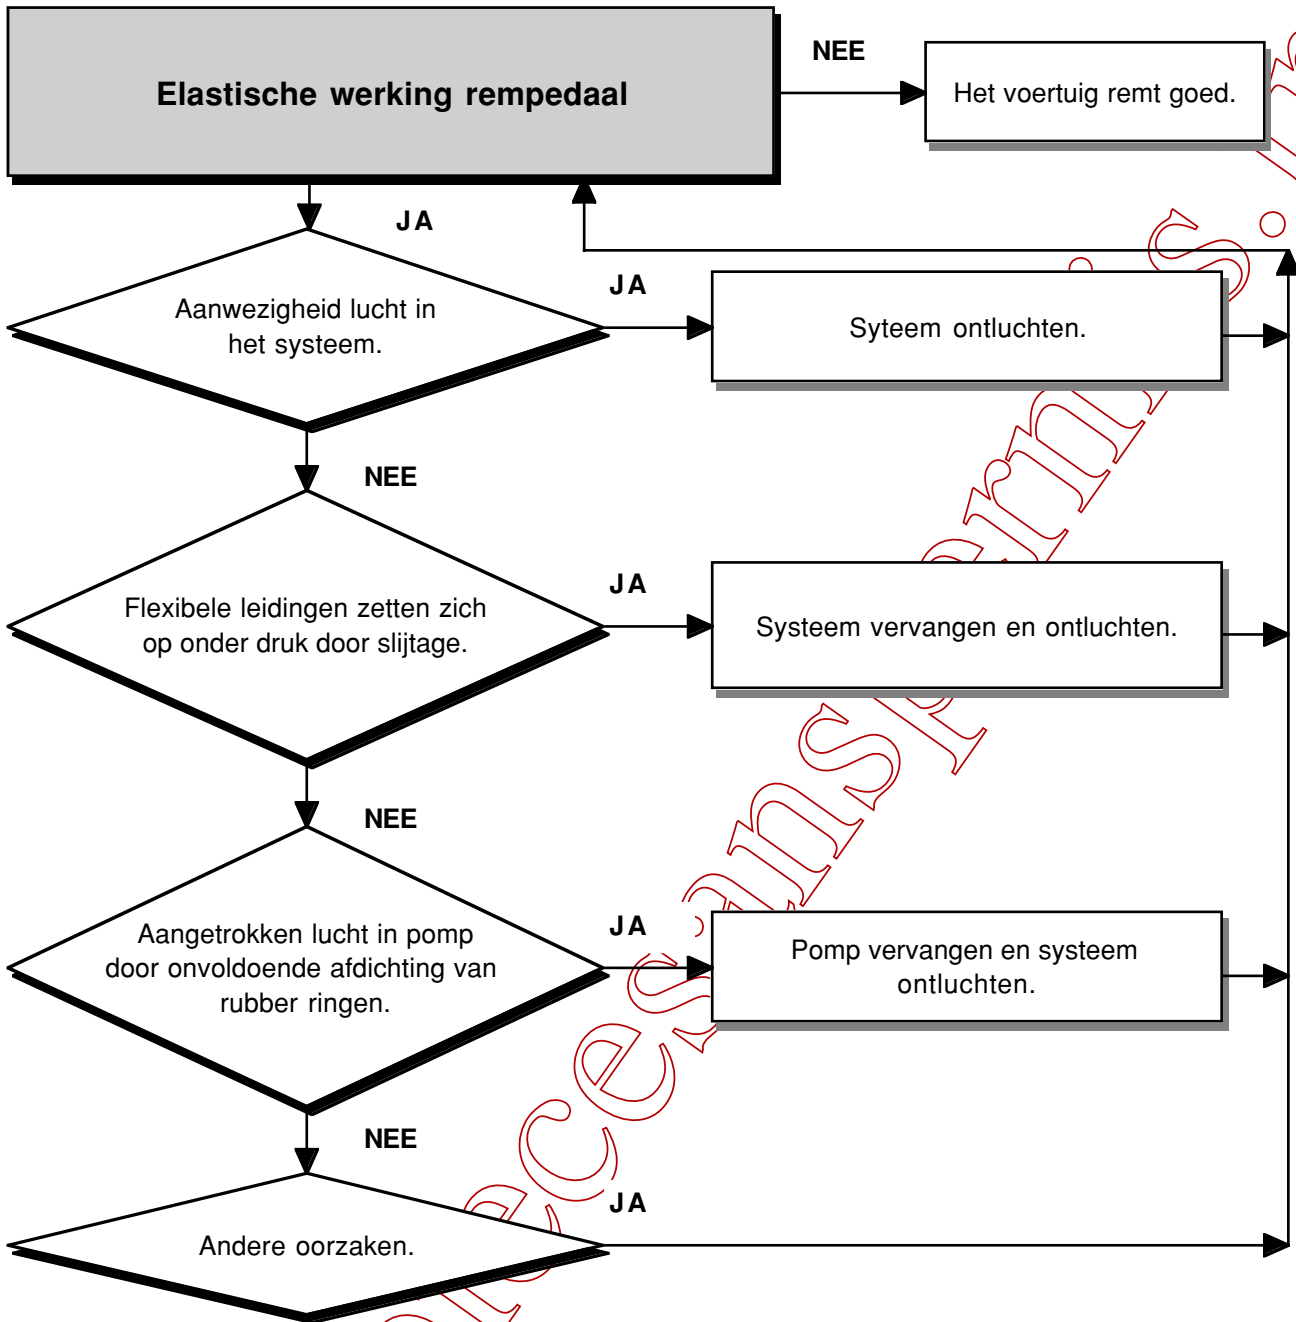 Elastische werking rempedaal
NEE
Het voertuig remt goed.
JA
Aanwezigheid lucht in
het systeem.
JA
Syteem ontluchten.
NEE
Flexibele leidingen zetten zich
op onder druk door slijtage.
JA
Systeem vervangen en ontluchten.
NEE
Aangetrokken lucht in pomp
door onvoldoende afdichting van
rubber ringen.
JA
Pomp vervangen en systeem
ontluchten.
NEE
Andere oorzaken.
JA